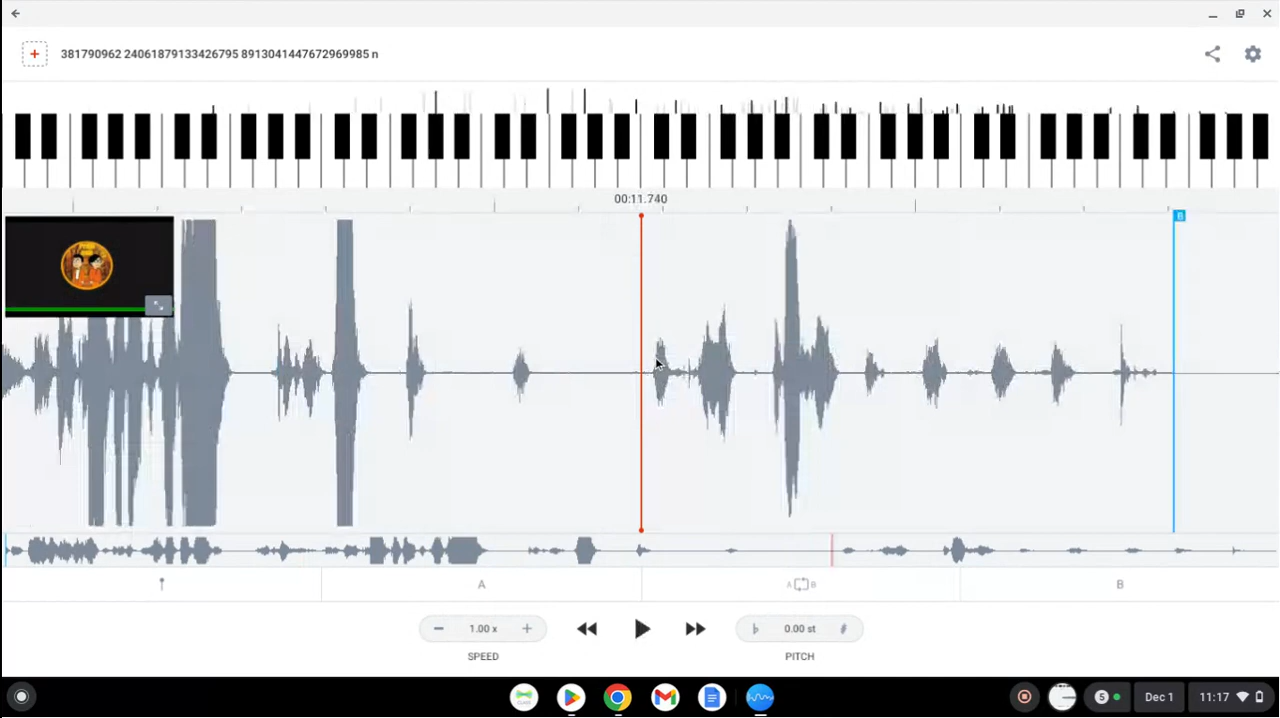 381790962 24061879133426795 8913041447672969985 n
00:11.740
B
A
A B
B
1.00 x
0.00 st
SPEED
PITCH
5
Dec 1
11:17